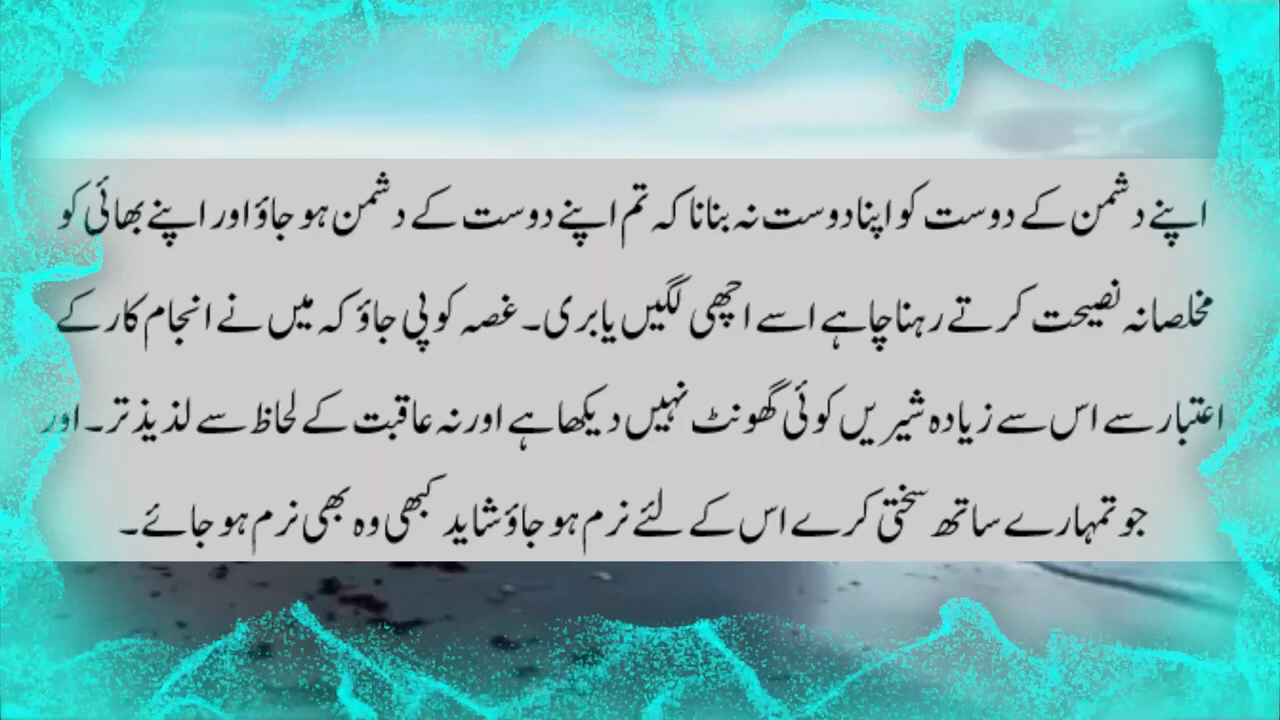 اپنے دشمن کے دوست کو اپنا دوست نہ بنانا کہ تم اپنے دوست کے دشمن ہو جاؤ اور اپنے بھائی کو
مخلصانہ نصیحت کرتے رہنا چاہے اسے اچھی لگیں یا بری۔ غصہ کو پی جاؤ کہ میں نے انجام کار کے
اعتبار سے اس سے زیادہ شیریں کوئی گھونٹ نہیں دیکھا ہے اور نہ عاقبت کے لحاظ سے لذیذ تر۔ اور
جو تمہارے ساتھ سختی کرے اس کے لئے نرم ہو جاؤ شاید کبھی وہ بھی نرم ہو جائے۔